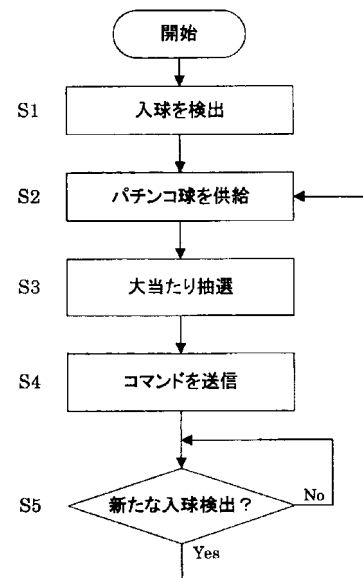 開始
S1 入球を検出
S2 パチンコ球を供給
S3 大当たり抽選
S4 コマンドを送信
S5 新たな入球検出？ No
Yes